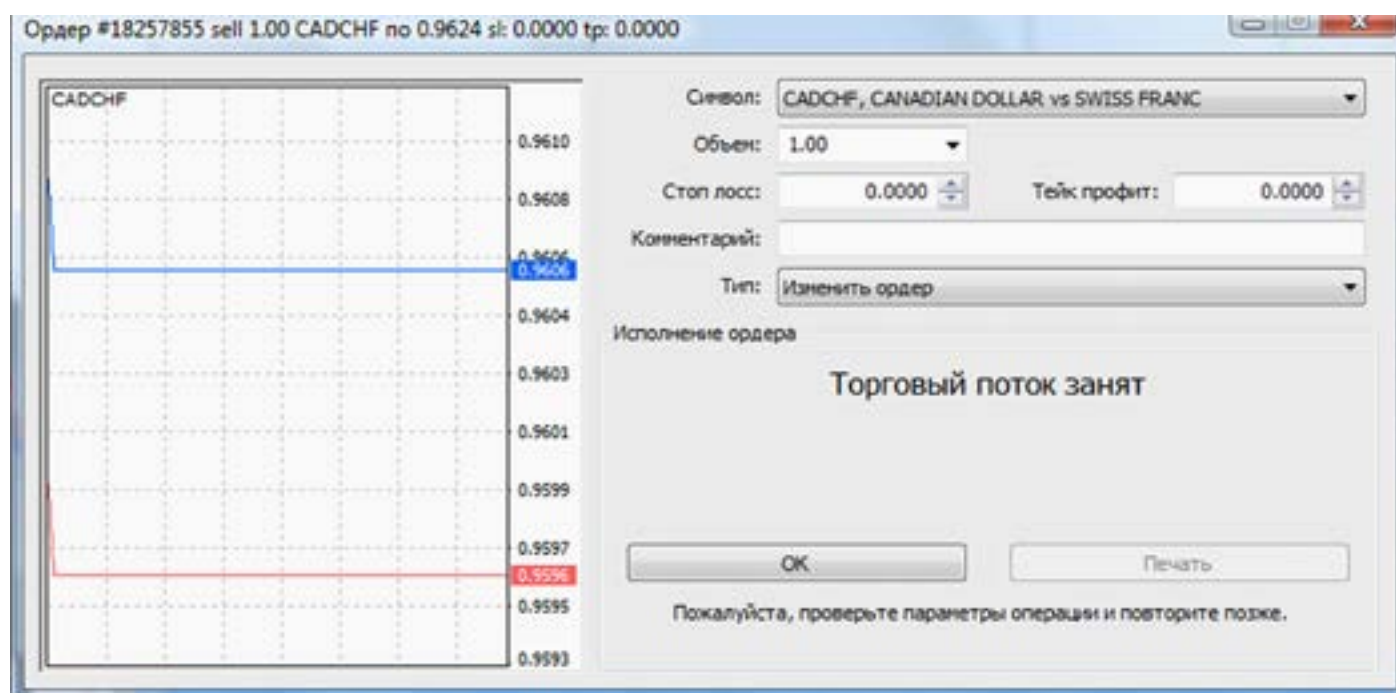 Ордер #18257855 sell 1.00 CADCHF по 0.9624 sl: 0.0000 tp: 0.0000
CADCHF
0.9610
0.9608
0.9606
0.9606
0.9604
0.9603
0.9601
0.9599
0.9597
0.9596
0.9595
0.9593
Символ: CADCHF, CANADIAN DOLLAR vs SWISS FRANC
Объем: 1.00
Стоп лосс: 0.0000 Тейк профит: 0.0000
Комментарий:
Тип: Изменить ордер
Исполнение ордера
Торговый поток занят
OK Печать
Пожалуйста, проверьте параметры операции и повторите позже.